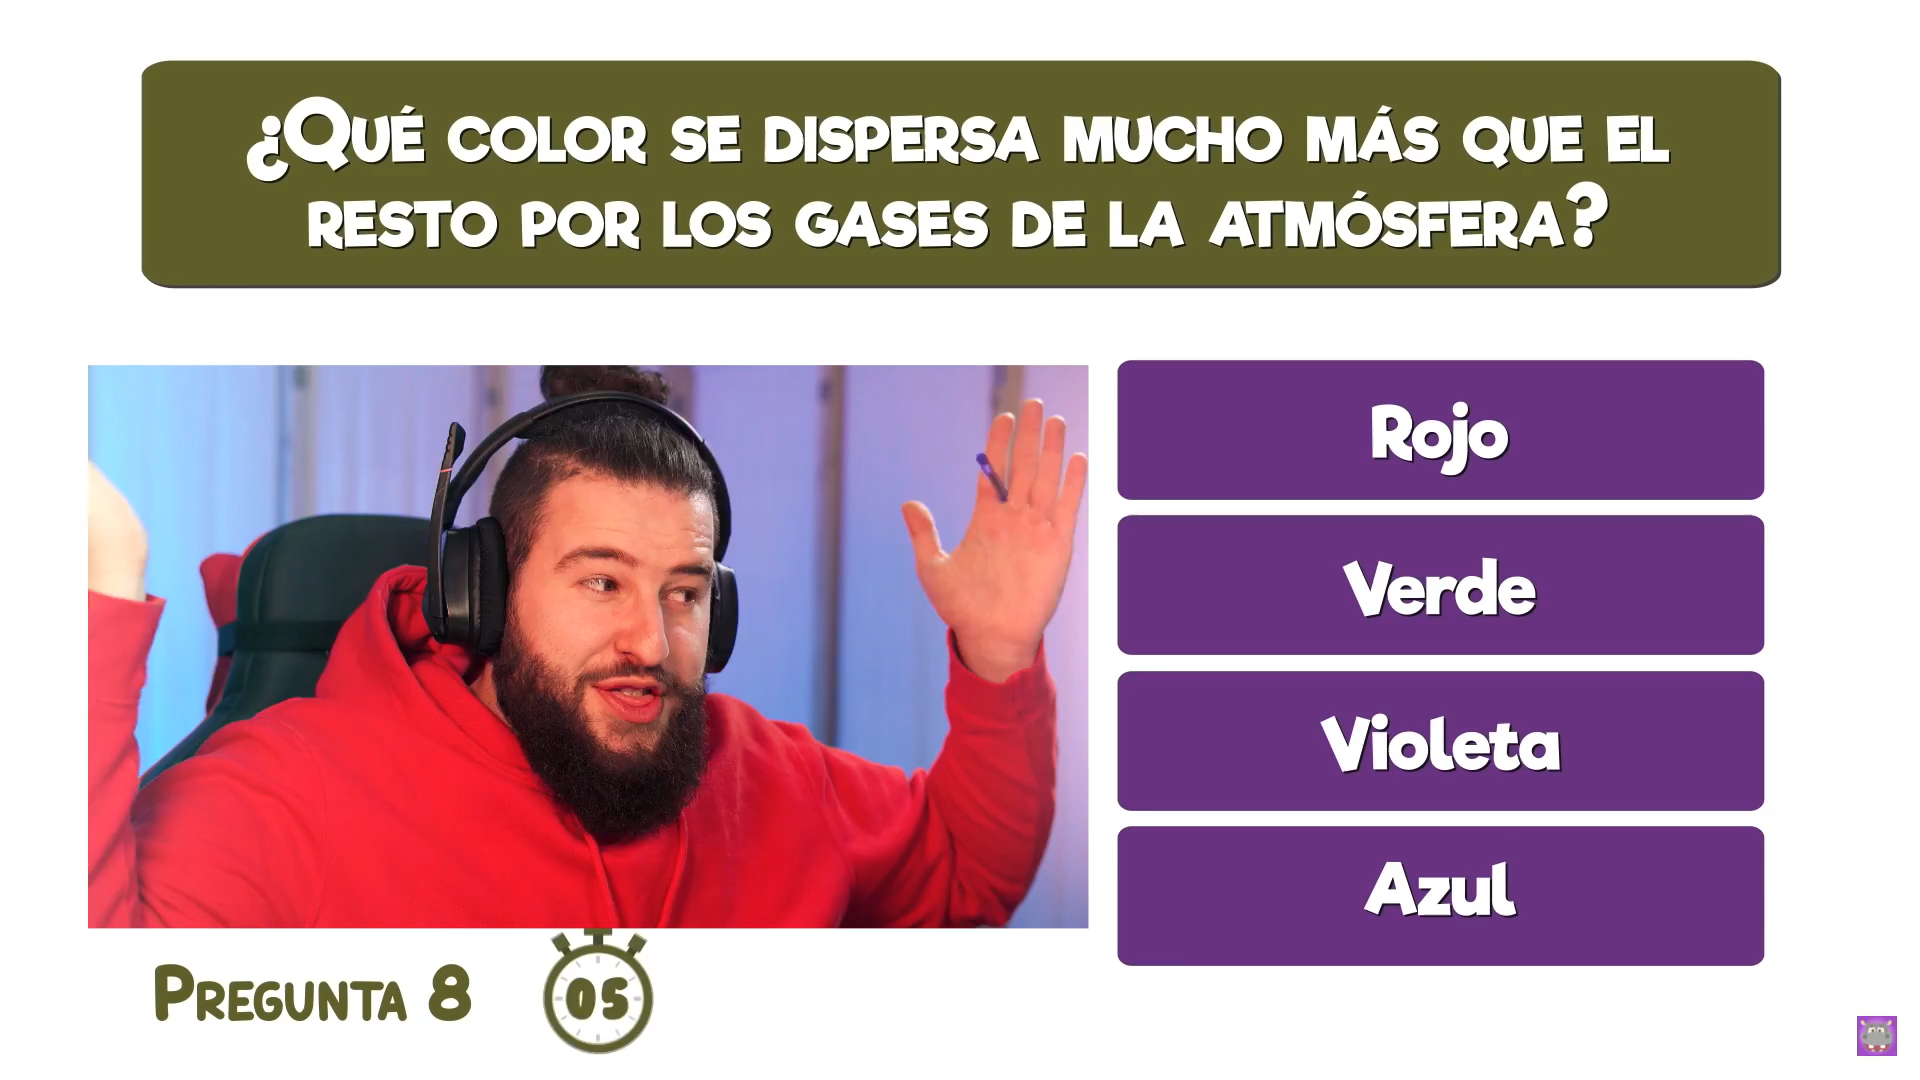 ¿Qué color se dispersa mucho más que el
resto por los gases de la atmósfera?
Rojo
Verde
Violeta
Azul
Pregunta 8
05